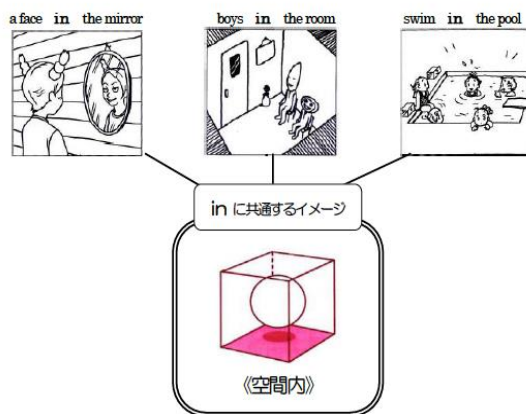 a face in the mirror
boys in the room
swim in the pool
in に共通するイメージ
《空間内》